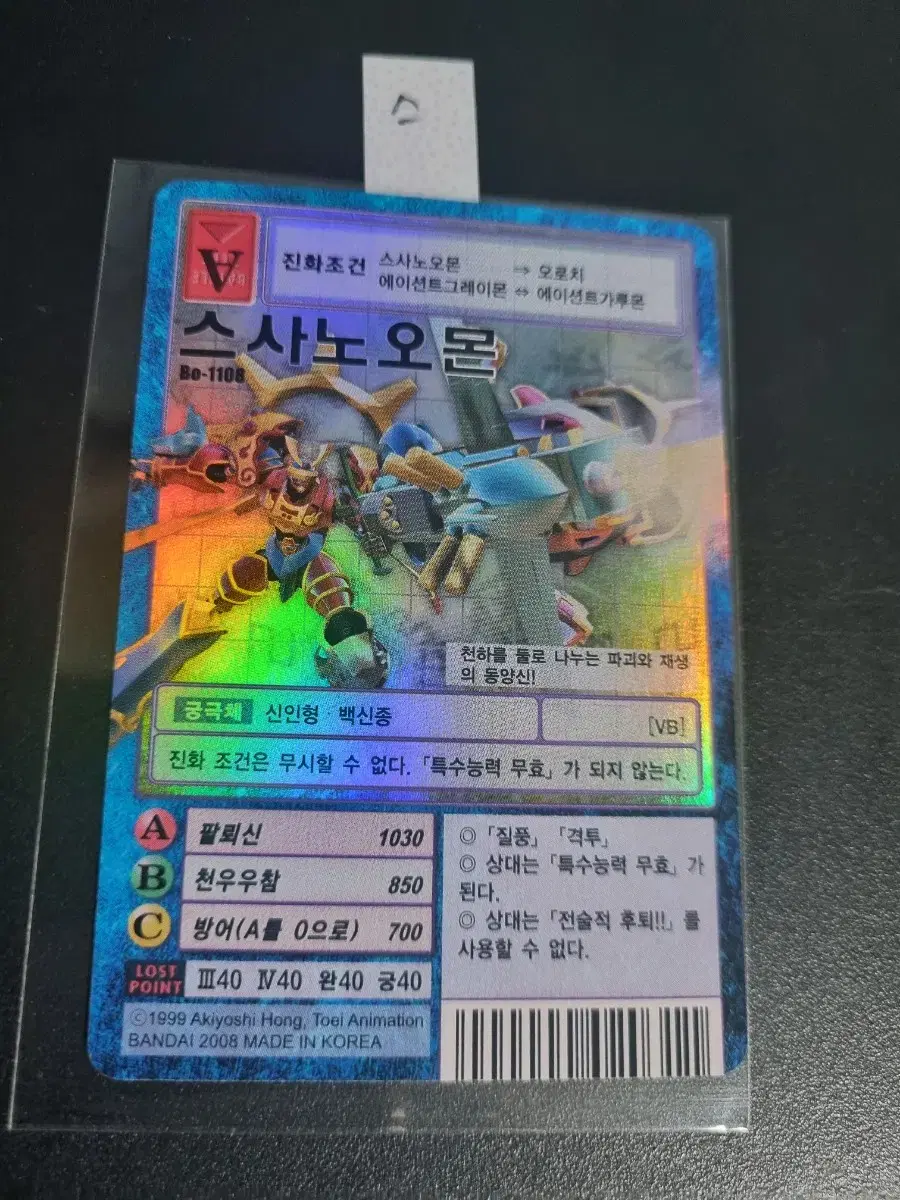 ㅁ
A
BATTLE
진화조건 스사노오몬 ⇒ 오로치
에이션트그레이몬 ⇔ 에이션트가루몬
스사노오몬
Bo-1108
천하를 둘로 나누는 파괴와 재생
의 동양신!
궁극체 신인형·백신종 [VB]
진화 조건은 무시할 수 없다. 「특수능력 무효」가 되지 않는다.
A 팔뢰신 1030
B 천우우참 850
C 방어(A를 0으로) 700
LOST
POINT Ⅲ40 Ⅳ40 완40 궁40
◎ 「질풍」 「격투」
◎ 상대는 「특수능력 무효」가
된다.
◎ 상대는 「전술적 후퇴!!」를
사용할 수 없다.
©1999 Akiyoshi Hong, Toei Animation
BANDAI 2008 MADE IN KOREA